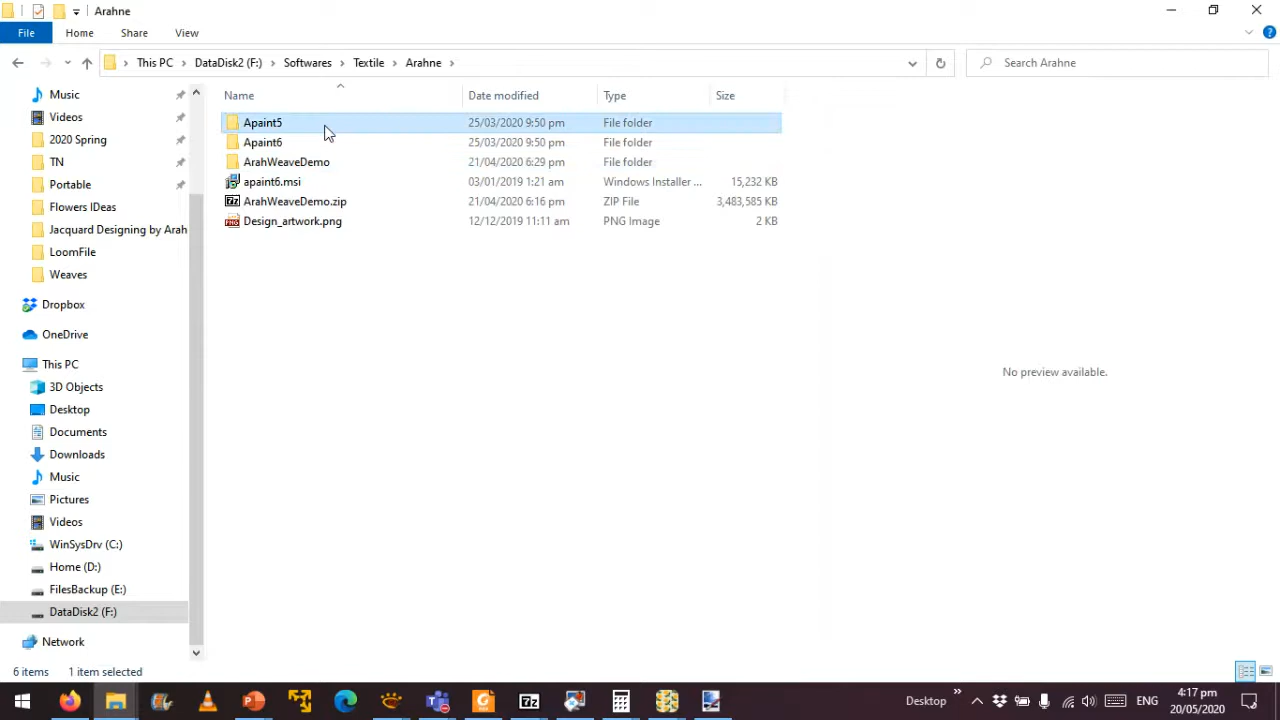 Arahne
File Home Share View
This PC DataDisk2 (F:) Softwares Textile Arahne Search Arahne
Name Date modified Type Size
Apaint5 25/03/2020 9:50 pm File folder
Apaint6 25/03/2020 9:50 pm File folder
ArahWeaveDemo 21/04/2020 6:29 pm File folder
apaint6.msi 03/01/2019 1:21 am Windows Installer ... 15,232 KB
ArahWeaveDemo.zip 21/04/2020 6:16 pm ZIP File 3,483,585 KB
Design_artwork.png 12/12/2019 11:11 am PNG Image 2 KB
Music
Videos
2020 Spring
TN
Portable
Flowers IDeas
Jacquard Designing by Arah
LoomFile
Weaves
Dropbox
OneDrive
This PC
3D Objects
Desktop
Documents
Downloads
Music
Pictures
Videos
WinSysDrv (C:)
Home (D:)
FilesBackup (E:)
DataDisk2 (F:)
Network
No preview available.
6 items 1 item selected
Desktop ENG 4:17 pm
20/05/2020